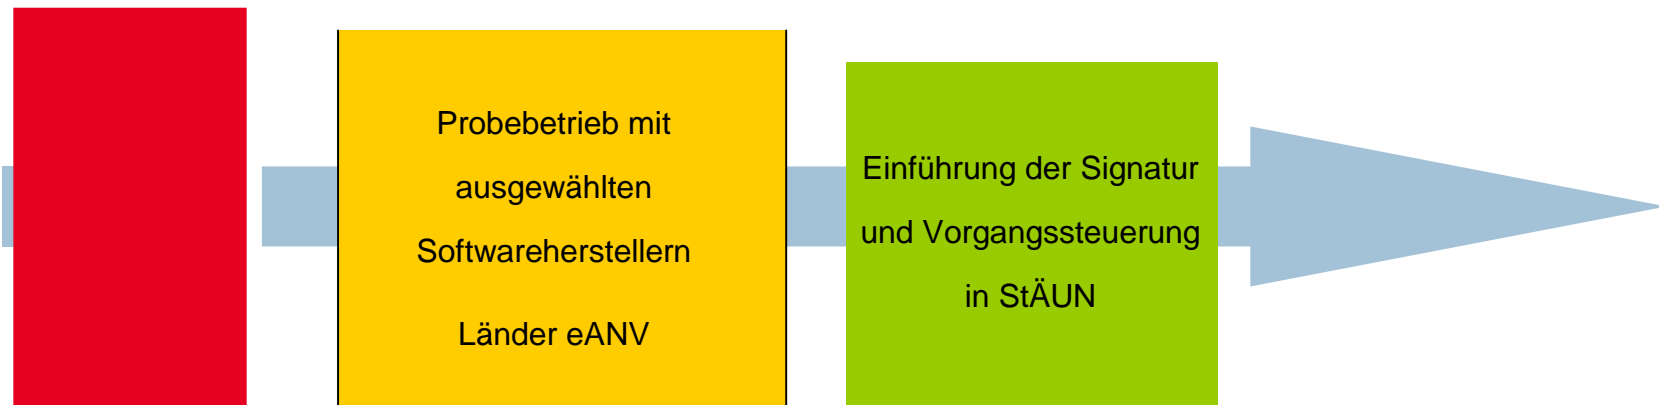 Probebetrieb mit
ausgewählten
Softwareherstellern
Länder eANV
Einführung der Signatur
und Vorgangssteuerung
in StÄUN